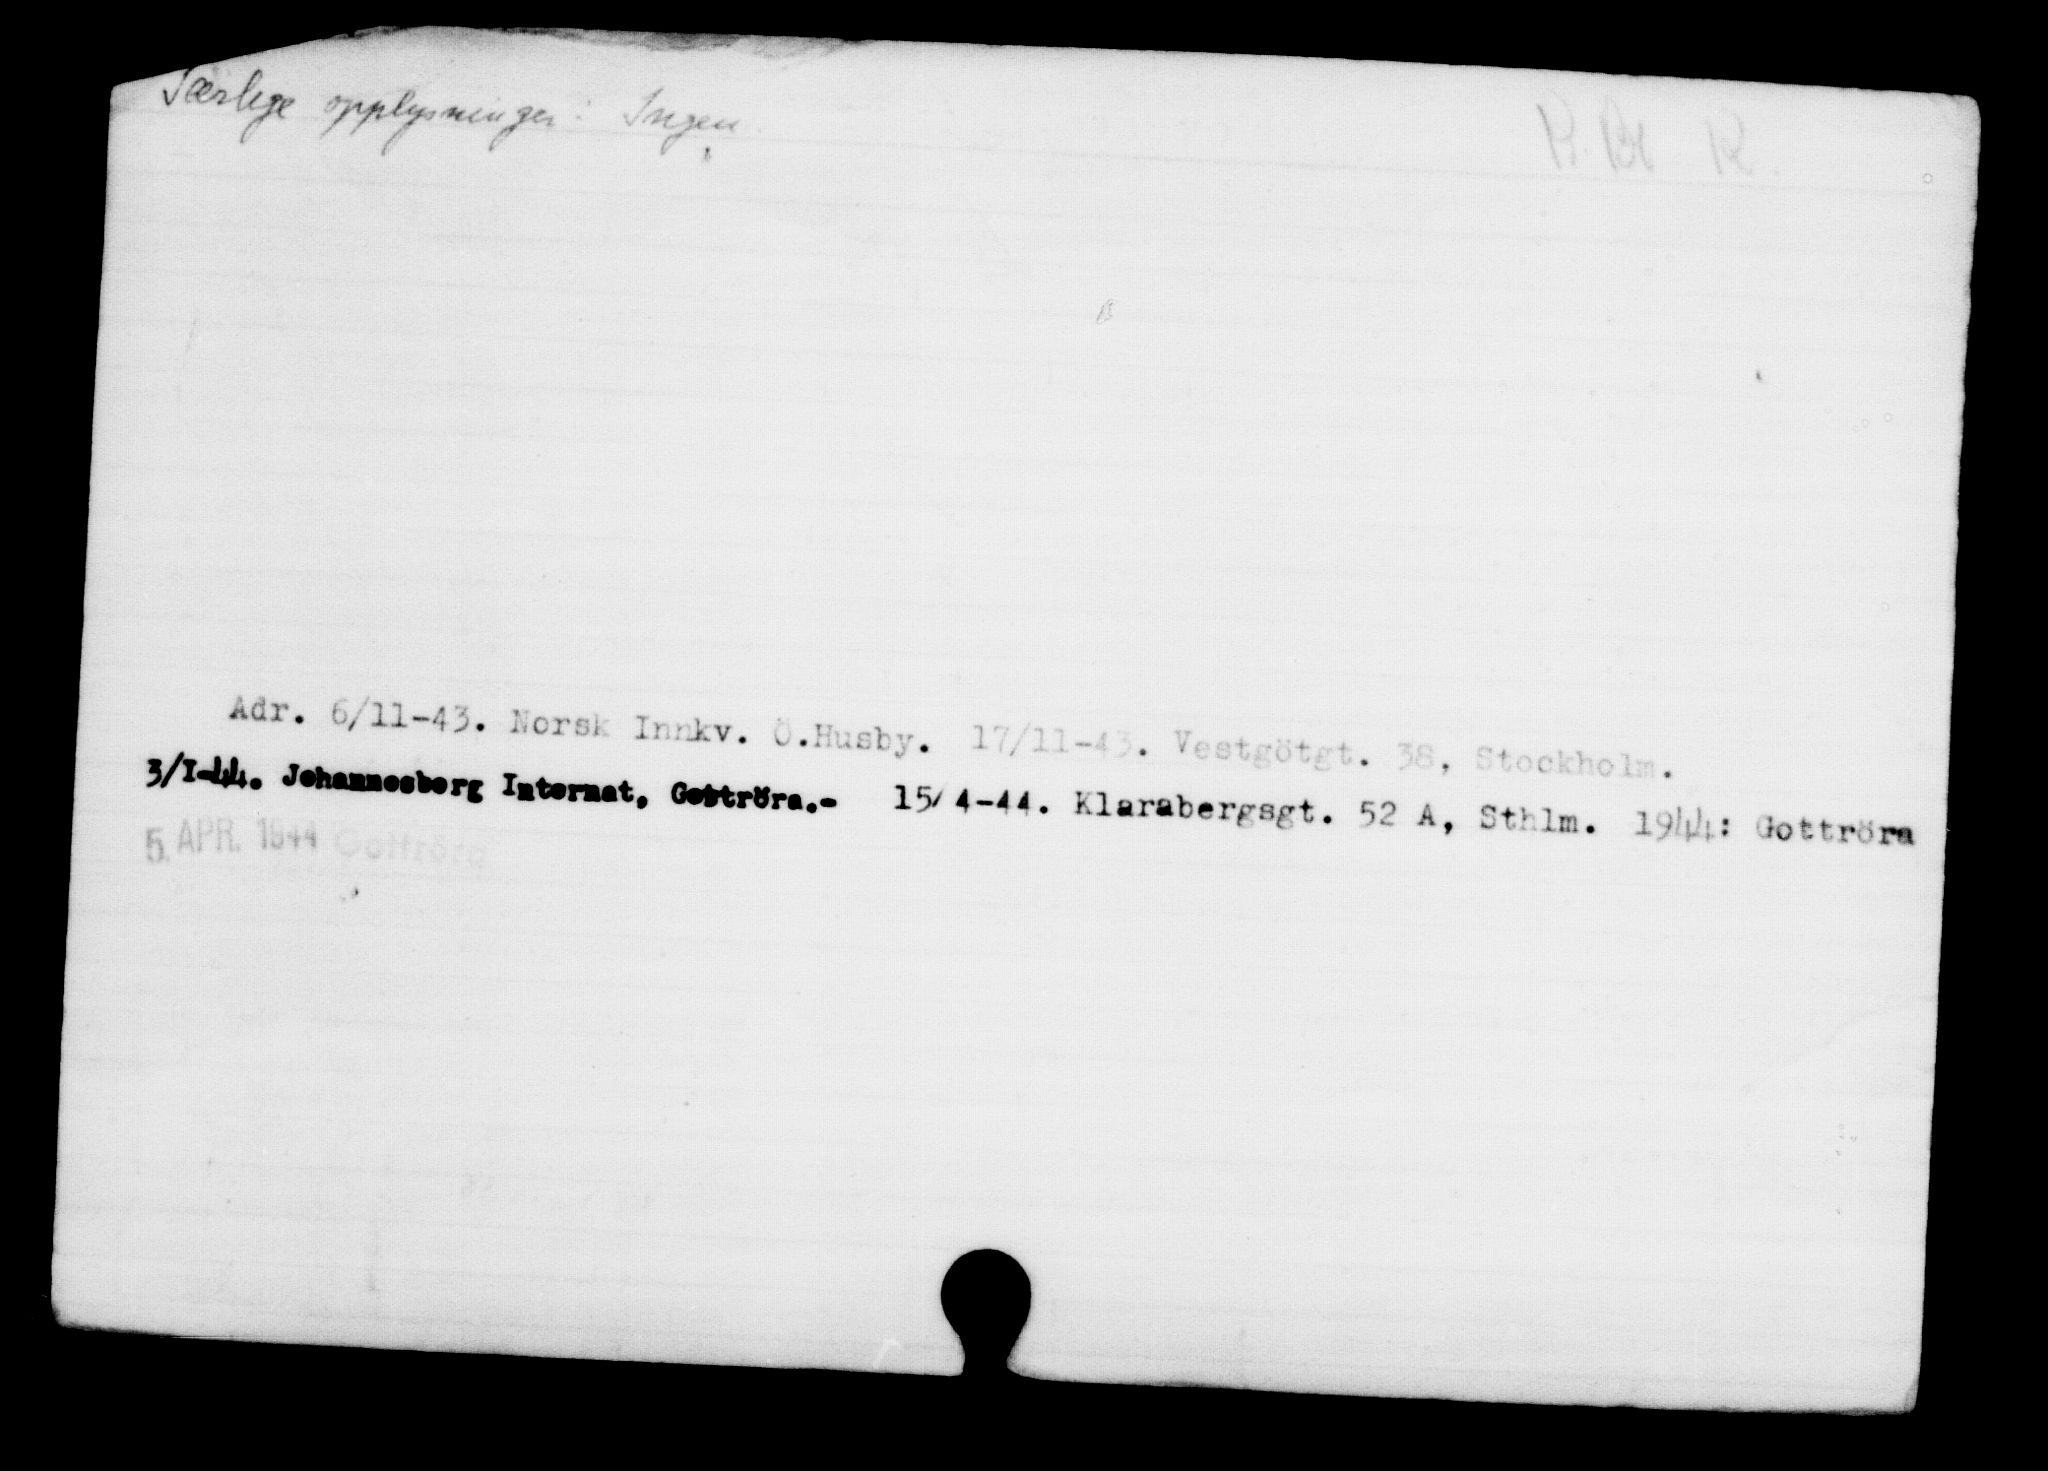 Særlige opplysninger: Ingen.
Adr. 6/11-43. Norsk Innkv. Ö.Husby. 17/11-43. Vestgötgt. 38, Stockholm.
3/I-44. Johannesberg Internat, Gottröra.- 15/4-44. Klarabergsgt. 52 A, Sthlm. 1944: Gottröra
5. APR. 1944 Gottröra